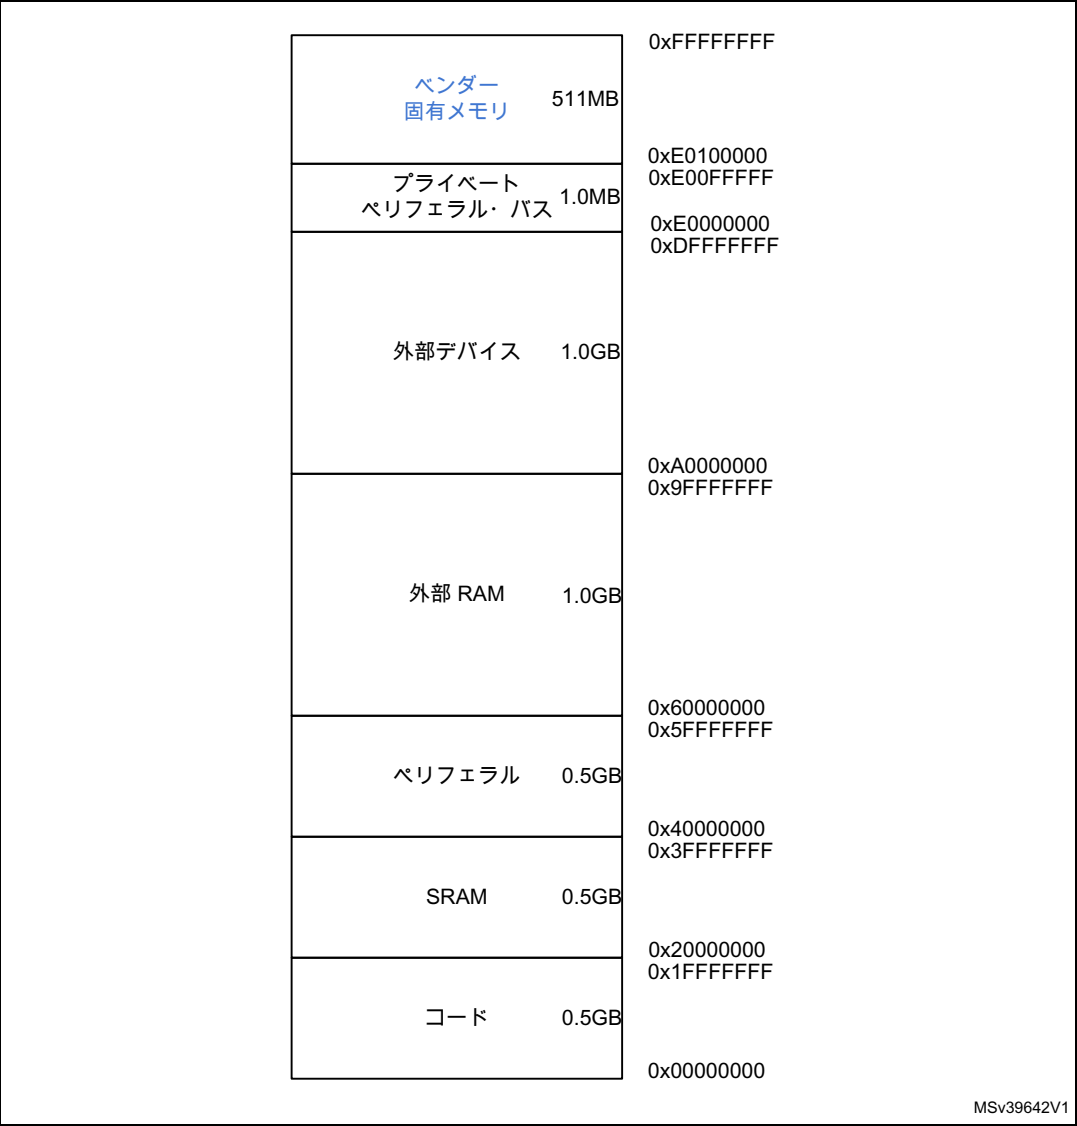 0xFFFFFFFF
ベンダー
固有メモリ 511MB
0xE0100000
0xE00FFFFF
プライベート
ペリフェラル・バス 1.0MB
0xE0000000
0xDFFFFFFF
外部デバイス 1.0GB
0xA0000000
0x9FFFFFFF
外部 RAM 1.0GB
0x60000000
0x5FFFFFFF
ペリフェラル 0.5GB
0x40000000
0x3FFFFFFF
SRAM 0.5GB
0x20000000
0x1FFFFFFF
コード 0.5GB
0x00000000
MSv39642V1